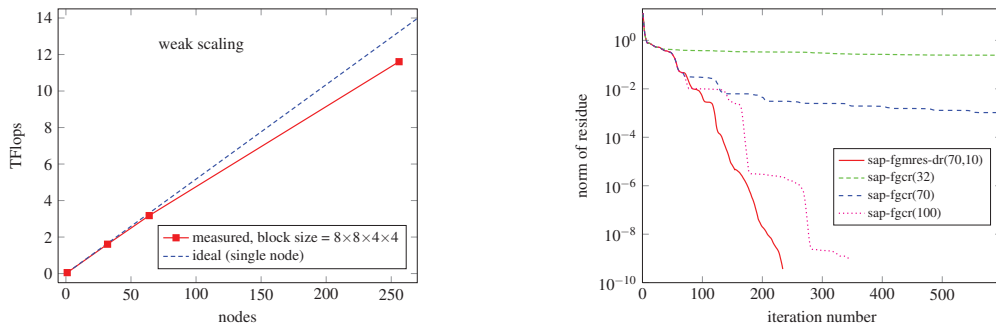 14
12
10
8
6
4
2
0
TFlops
weak scaling
measured, block size = 8×8×4×4
ideal (single node)
0 50 100 150 200 250
nodes
10^0
10^−2
10^−4
10^−6
10^−8
10^−10
norm of residue
sap-fgmres-dr(70,10)
sap-fgcr(32)
sap-fgcr(70)
sap-fgcr(100)
0 100 200 300 400 500
iteration number